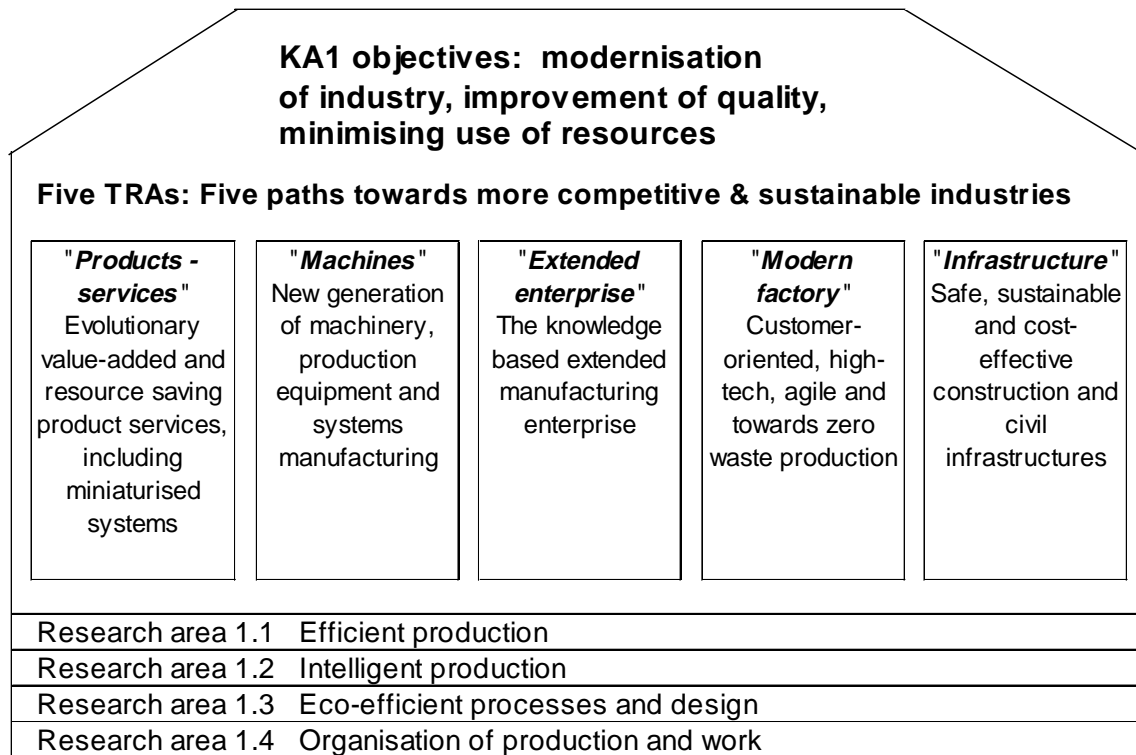 KA1 objectives: modernisation
of industry, improvement of quality,
minimising use of resources
Five TRAs: Five paths towards more competitive & sustainable industries
"Products -
services"
Evolutionary
value-added and
resource saving
product services,
including
miniaturised
systems
"Machines"
New generation
of machinery,
production
equipment and
systems
manufacturing
"Extended
enterprise"
The knowledge
based extended
manufacturing
enterprise
"Modern
factory"
Customer-
oriented, high-
tech, agile and
towards zero
waste production
"Infrastructure"
Safe, sustainable
and cost-
effective
construction and
civil
infrastructures
Research area 1.1 Efficient production
Research area 1.2 Intelligent production
Research area 1.3 Eco-efficient processes and design
Research area 1.4 Organisation of production and work